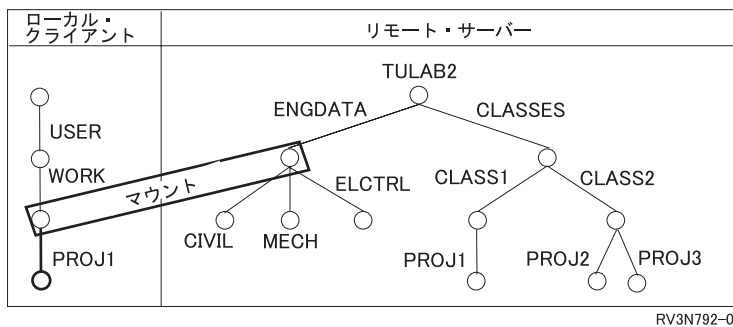 ローカル・
クライアント
リモート・サーバー
TULAB2
ENGDATA
CLASSES
USER
WORK
マウント
ELCTRL
CLASS1
CLASS2
CIVIL
MECH
PROJ1
PROJ1
PROJ2
PROJ3
RV3N792-0